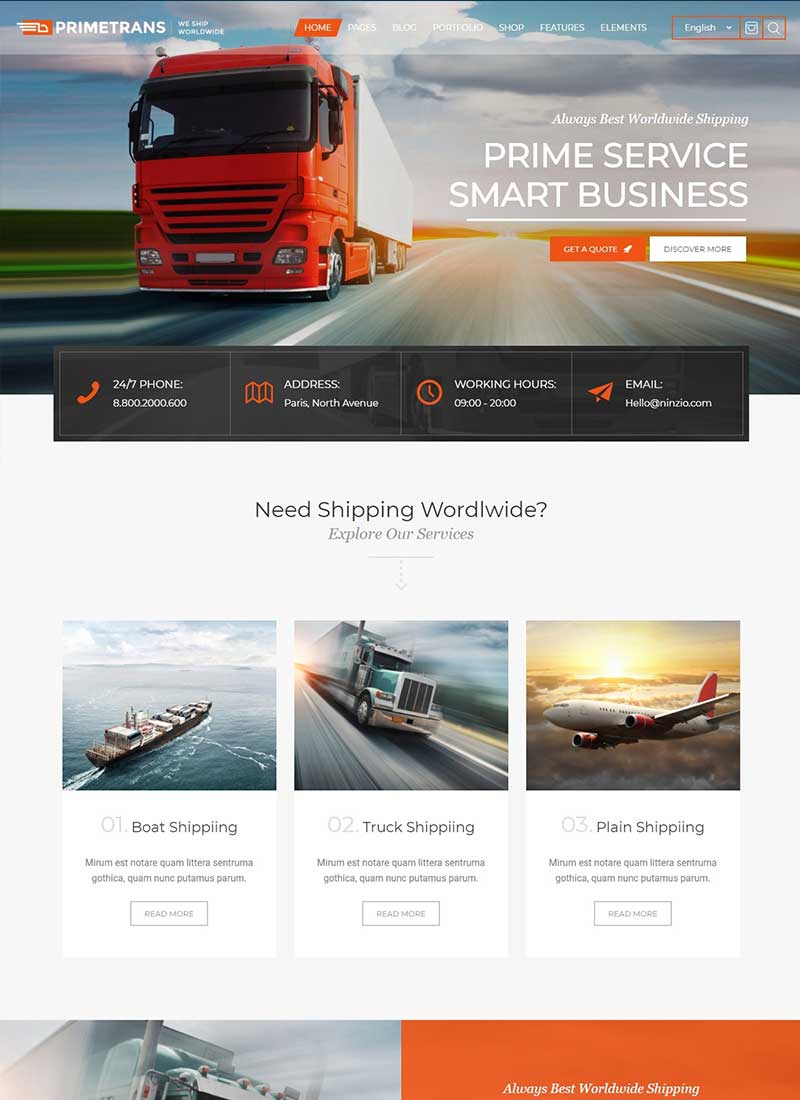 PRIMETRANS
WE SHIP
WORLDWIDE
HOME PAGES BLOG PORTFOLIO SHOP FEATURES ELEMENTS
English
Always Best Worldwide Shipping
PRIME SERVICE
SMART BUSINESS
GET A QUOTE
DISCOVER MORE
24/7 PHONE:
8.800.2000.600
ADDRESS:
Paris, North Avenue
WORKING HOURS:
09:00 - 20:00
EMAIL:
Hello@ninzio.com
Need Shipping Wordlwide?
Explore Our Services
01. Boat Shippiing
Mirum est notare quam littera sentruma
gothica, quam nunc putamus parum.
READ MORE
02. Truck Shippiing
Mirum est notare quam littera sentruma
gothica, quam nunc putamus parum.
READ MORE
03. Plain Shippiing
Mirum est notare quam littera sentruma
gothica, quam nunc putamus parum.
READ MORE
Always Best Worldwide Shipping